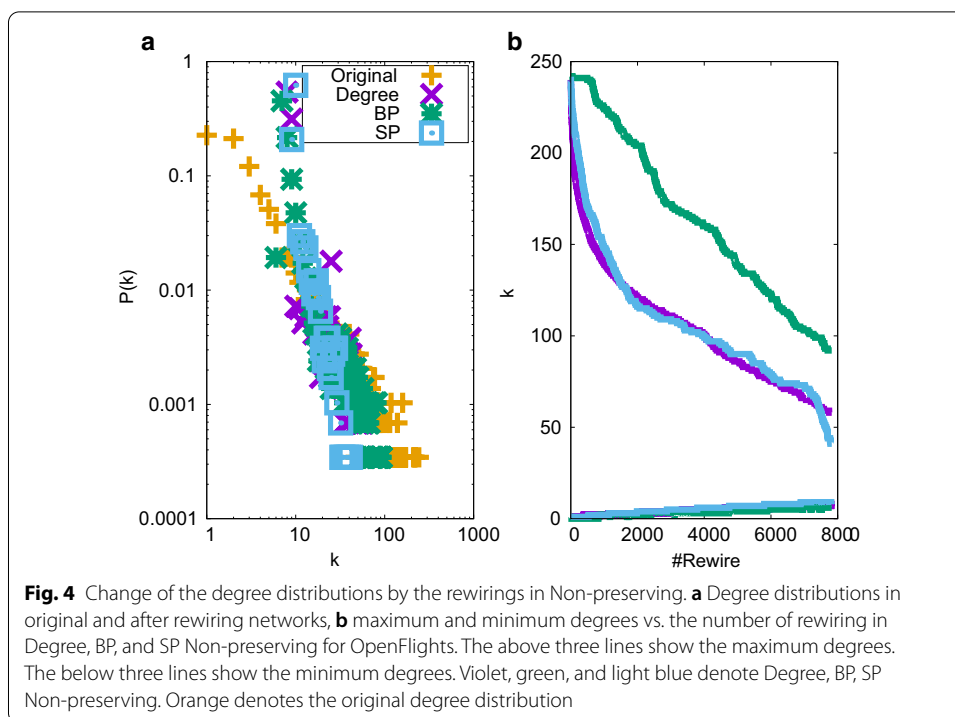 a
b
1
0.1
0.01
0.001
0.0001
P(k)
1
10
100
1000
k
Original
Degree
BP
SP
250
200
150
100
50
0
k
0
2000
4000
6000
8000
#Rewire
Fig. 4 Change of the degree distributions by the rewirings in Non-preserving. a Degree distributions in
original and after rewiring networks, b maximum and minimum degrees vs. the number of rewiring in
Degree, BP, and SP Non-preserving for OpenFlights. The above three lines show the maximum degrees.
The below three lines show the minimum degrees. Violet, green, and light blue denote Degree, BP, SP
Non-preserving. Orange denotes the original degree distribution